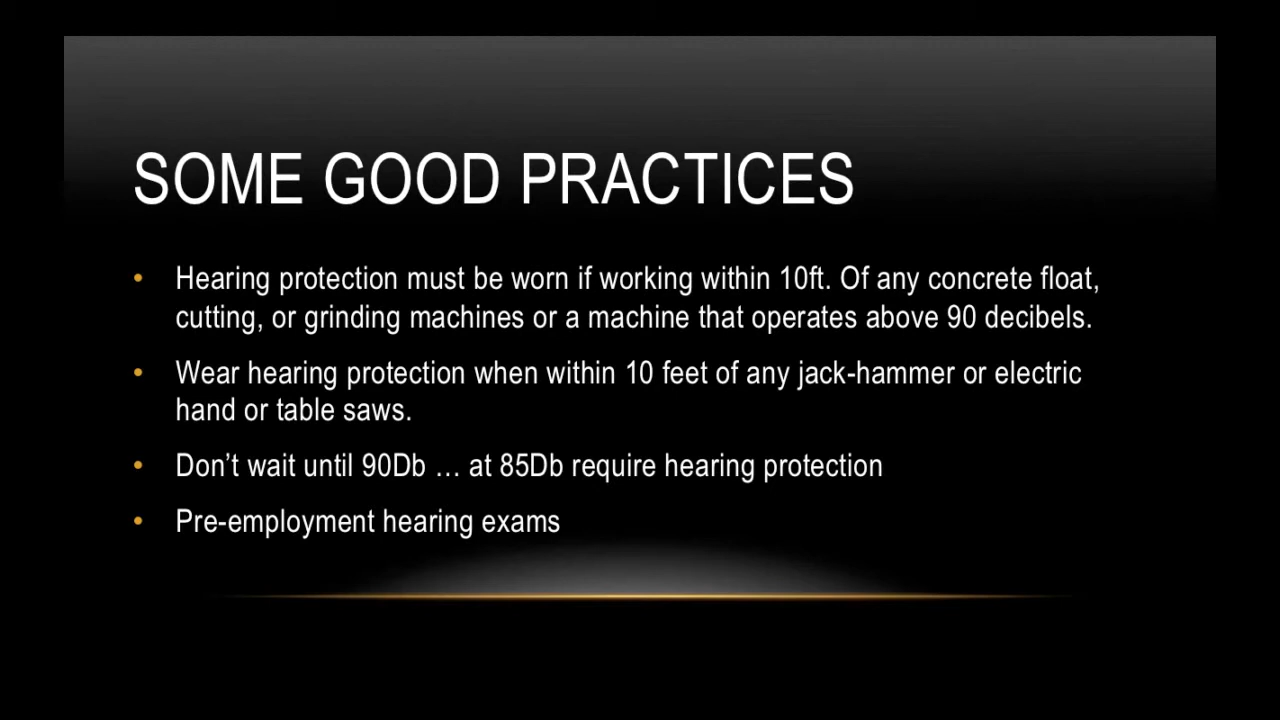 SOME GOOD PRACTICES
• Hearing protection must be worn if working within 10ft. Of any concrete float,
cutting, or grinding machines or a machine that operates above 90 decibels.
• Wear hearing protection when within 10 feet of any jack-hammer or electric
hand or table saws.
• Don’t wait until 90Db … at 85Db require hearing protection
• Pre-employment hearing exams